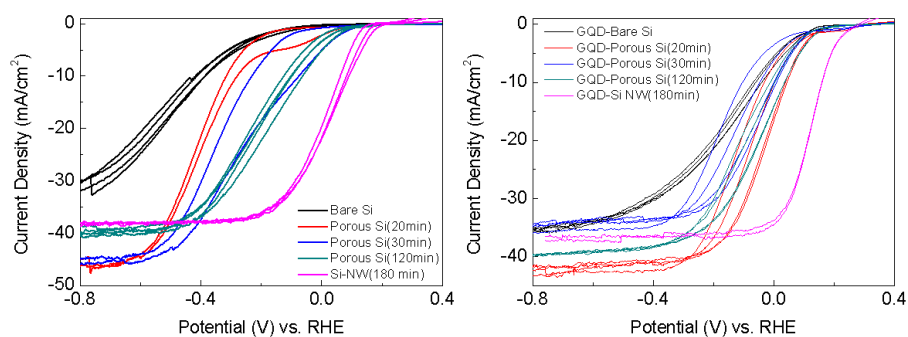 0
-10
-20
-30
-40
-50
-0.8
-0.4
0.0
0.4
Current Density (mA/cm²)
Potential (V) vs. RHE
Bare Si
Porous Si(20min)
Porous Si(30min)
Porous Si(120min)
Si-NW(180 min)
0
-10
-20
-30
-40
-0.8
-0.4
0.0
0.4
Current Density (mA/cm²)
Potential (V) vs. RHE
GQD-Bare Si
GQD-Porous Si(20min)
GQD-Porous Si(30min)
GQD-Porous Si(120min)
GQD-Si NW(180min)